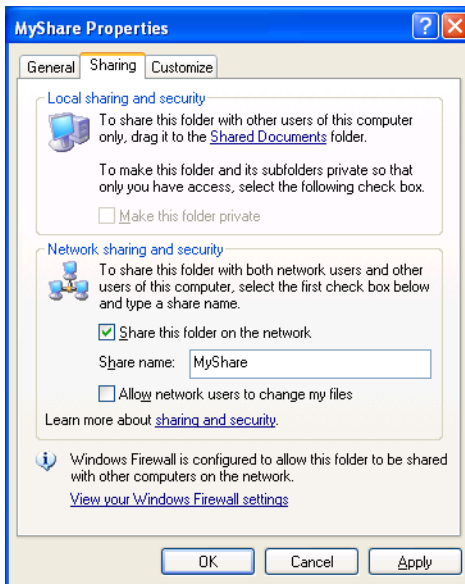 MyShare Properties
General Sharing Customize
Local sharing and security
To share this folder with other users of this computer
only, drag it to the Shared Documents folder.
To make this folder and its subfolders private so that
only you have access, select the following check box.
Make this folder private
Network sharing and security
To share this folder with both network users and other
users of this computer, select the first check box below
and type a share name.
Share this folder on the network
Share name: MyShare
Allow network users to change my files
Learn more about sharing and security.
Windows Firewall is configured to allow this folder to be shared
with other computers on the network.
View your Windows Firewall settings
OK Cancel Apply